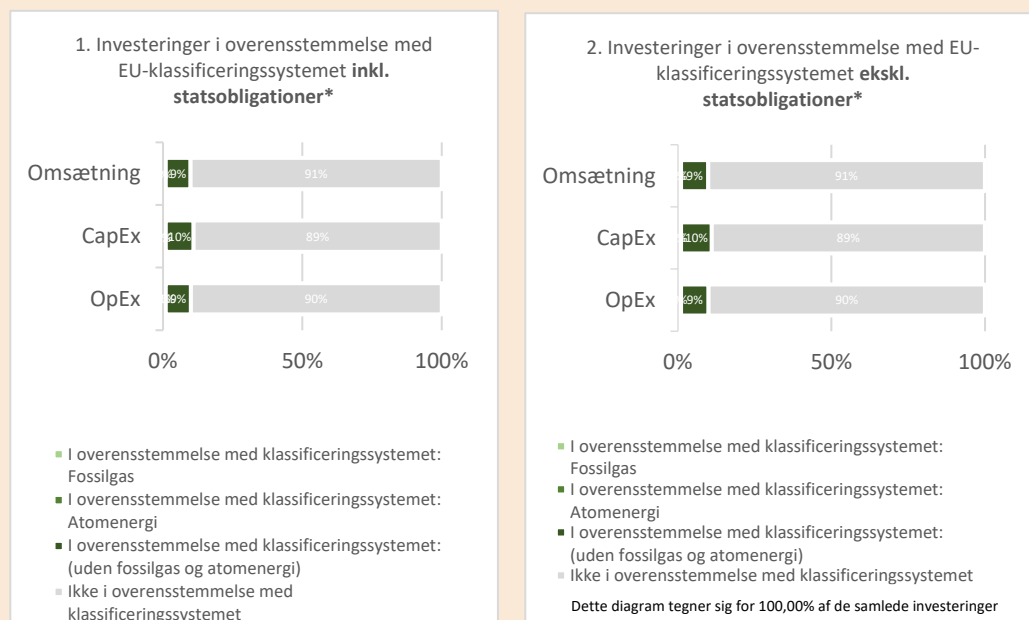 1. Investeringer i overensstemmelse med
EU-klassificeringssystemet inkl.
statsobligationer*
Omsætning
9%
91%
CapEx
10%
89%
OpEx
9%
90%
0%
50%
100%
I overensstemmelse med klassificeringssystemet:
Fossilgas
I overensstemmelse med klassificeringssystemet:
Atomenergi
I overensstemmelse med klassificeringssystemet:
(uden fossilgas og atomenergi)
Ikke i overensstemmelse med
klassificeringssystemet
2. Investeringer i overensstemmelse med EU-
klassificeringssystemet ekskl.
statsobligationer*
Omsætning
9%
91%
CapEx
10%
89%
OpEx
9%
90%
0%
50%
100%
I overensstemmelse med klassificeringssystemet:
Fossilgas
I overensstemmelse med klassificeringssystemet:
Atomenergi
I overensstemmelse med klassificeringssystemet:
(uden fossilgas og atomenergi)
Ikke i overensstemmelse med klassificeringssystemet
Dette diagram tegner sig for 100,00% af de samlede investeringer